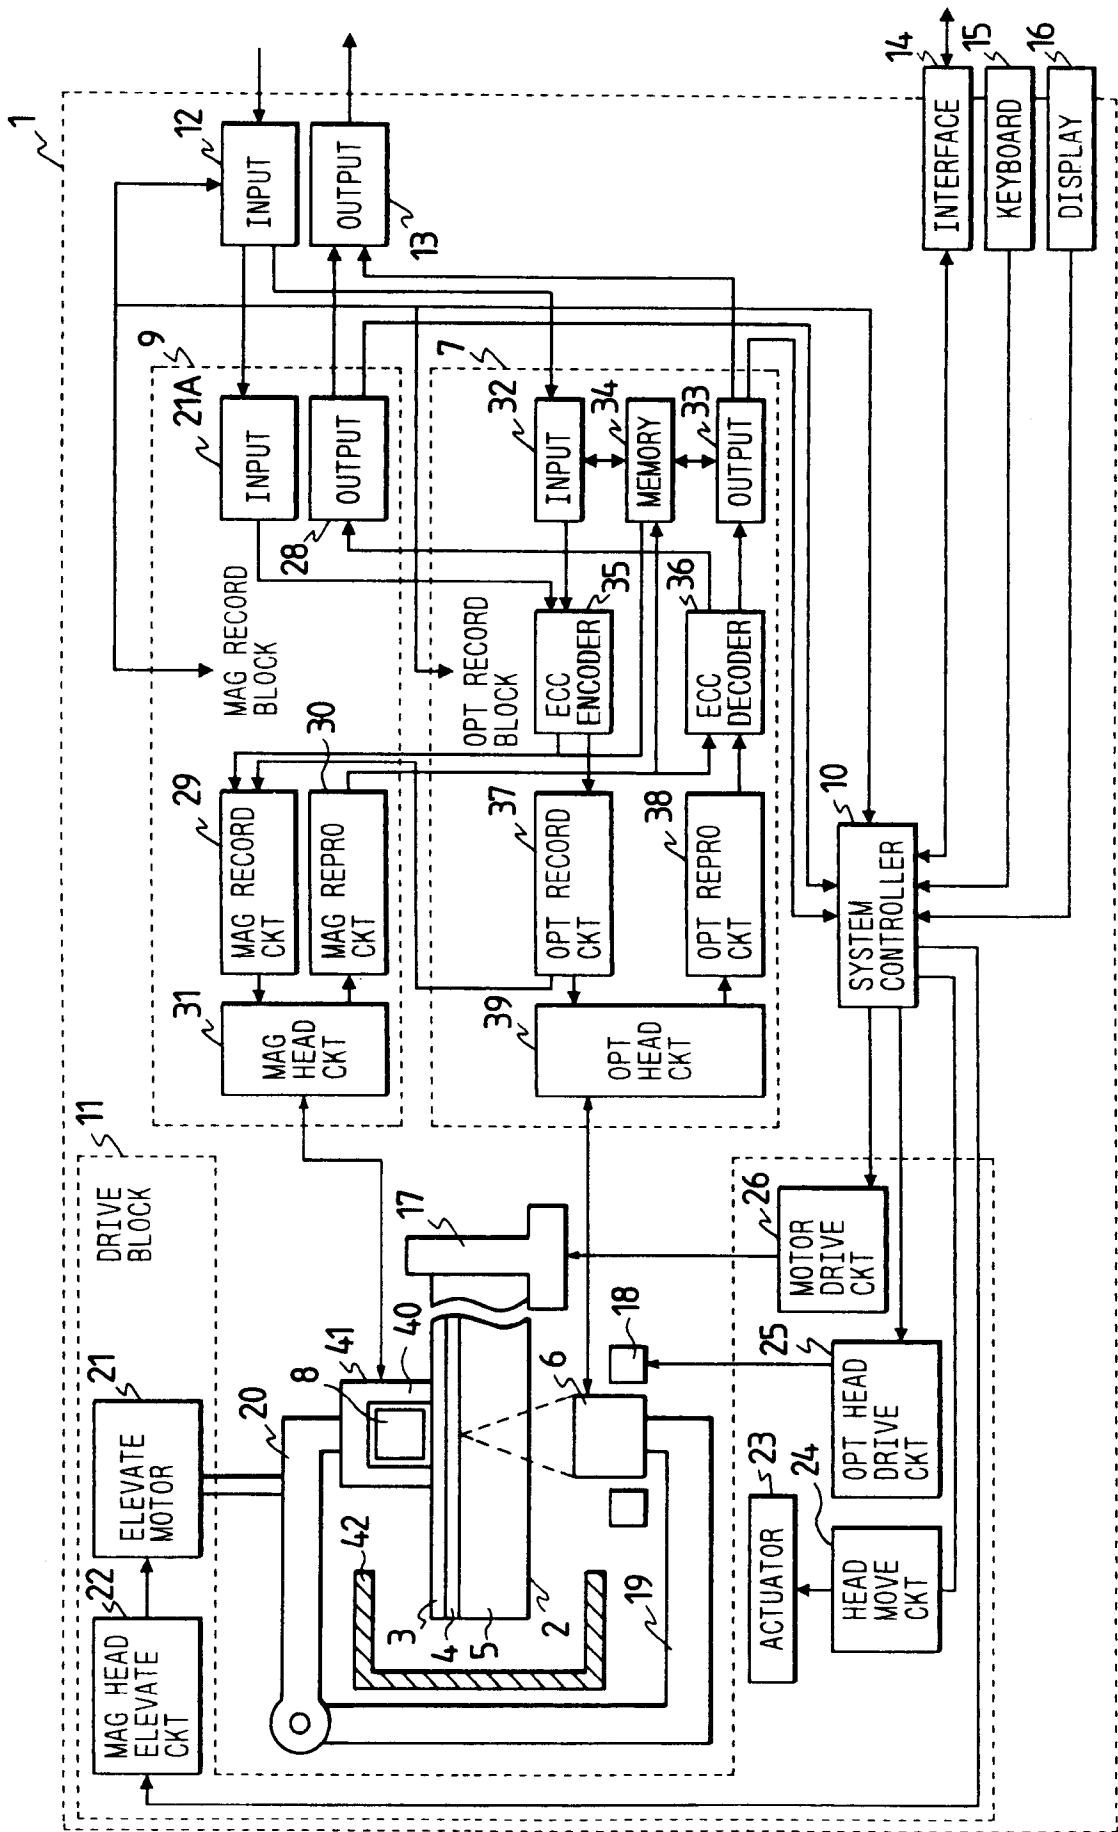 1
DRIVE
BLOCK
11
MAG HEAD
ELEVATE
CKT
22
ELEVATE
MOTOR
21
20
41
40
8
42
3
4
5
2
6
18
17
19
ACTUATOR
23
HEAD
MOVE
CKT
24
OPT HEAD
DRIVE
CKT
25
MOTOR
DRIVE
CKT
26
MAG RECORD
BLOCK
9
MAG HEAD
CKT
31
MAG RECORD
CKT
29
MAG REPRO
CKT
30
INPUT
21A
OUTPUT
28
INPUT
12
OUTPUT
13
OPT RECORD
BLOCK
7
OPT
HEAD
CKT
39
OPT RECORD
CKT
37
OPT REPRO
CKT
38
ECC
ENCODER
35
ECC
DECODER
36
INPUT
32
MEMORY
34
OUTPUT
33
SYSTEM
CONTROLLER
10
INTERFACE
14
KEYBOARD
15
DISPLAY
16